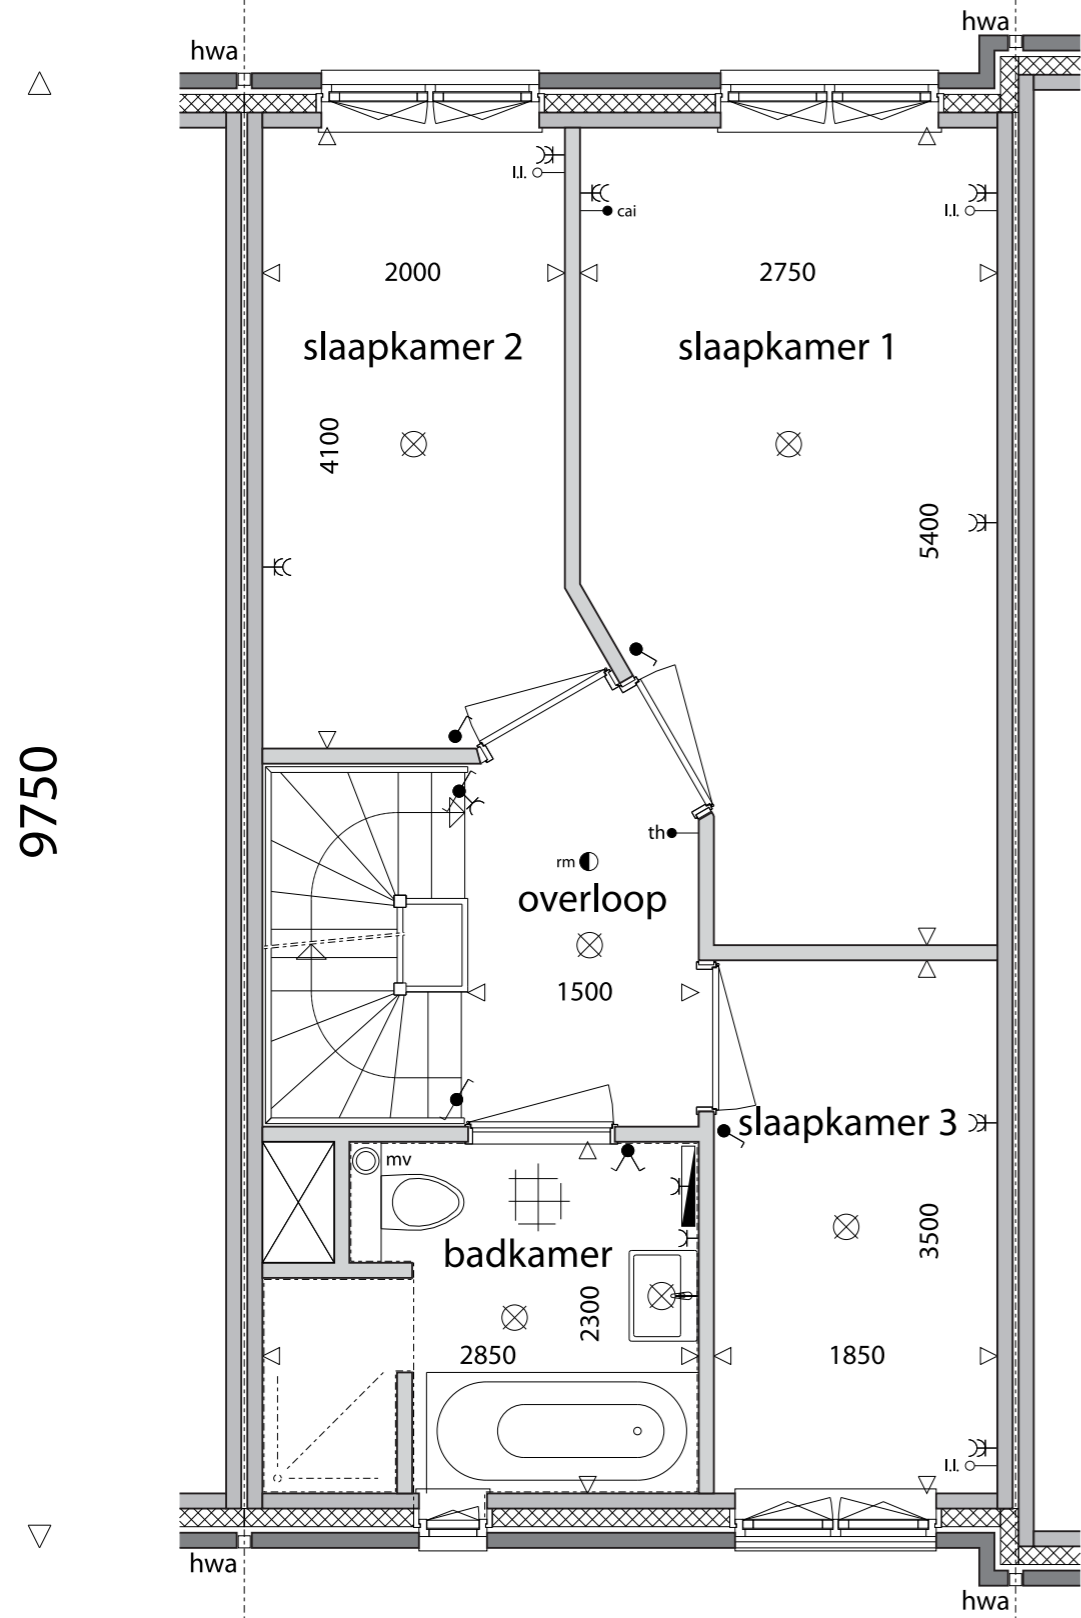 hwa
hwa
l.l.
cai
l.l.
2000
2750
slaapkamer 2
slaapkamer 1
4100
5400
9750
th
rm
overloop
1500
slaapkamer 3
mv
3500
badkamer
2300
2850
1850
l.l.
hwa
hwa